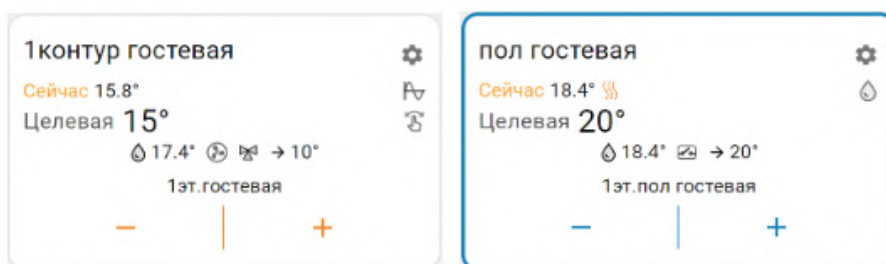 1контур гостевая
Сейчас 15.8°
Целевая 15°
17.4° → 10°
1эт.гостевая
− +
пол гостевая
Сейчас 18.4°
Целевая 20°
18.4° → 20°
1эт.пол гостевая
− +